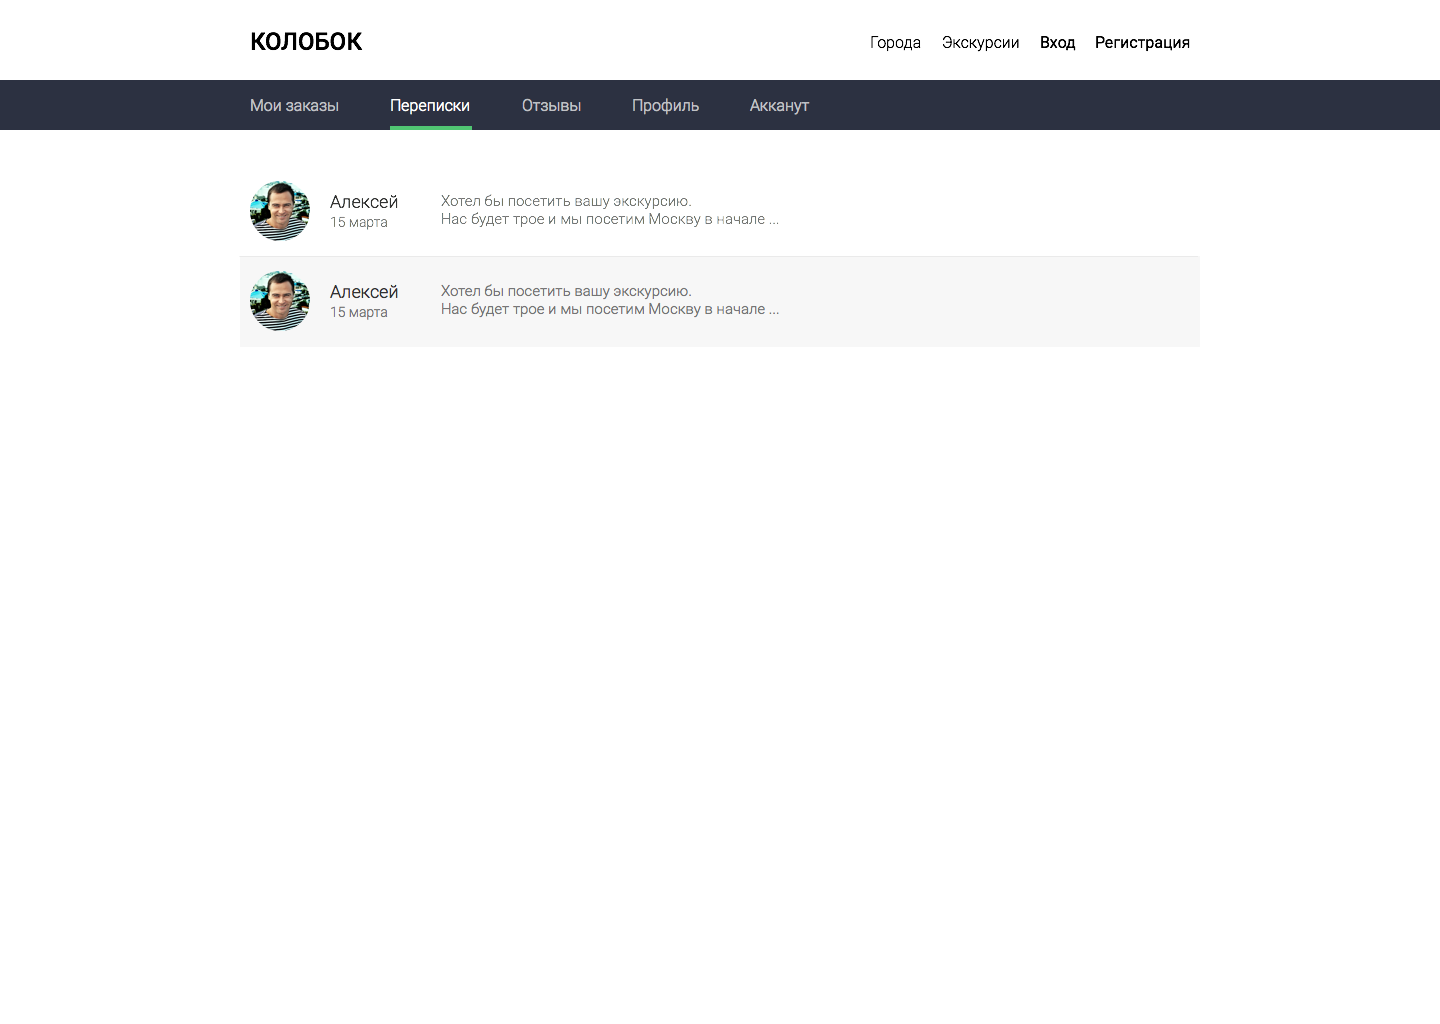 КОЛОБОК
Города Экскурсии Вход Регистрация
Мои заказы Переписки Отзывы Профиль Акканут
Алексей
15 марта
Хотел бы посетить вашу экскурсию.
Нас будет трое и мы посетим Москву в начале ...
Алексей
15 марта
Хотел бы посетить вашу экскурсию.
Нас будет трое и мы посетим Москву в начале ...